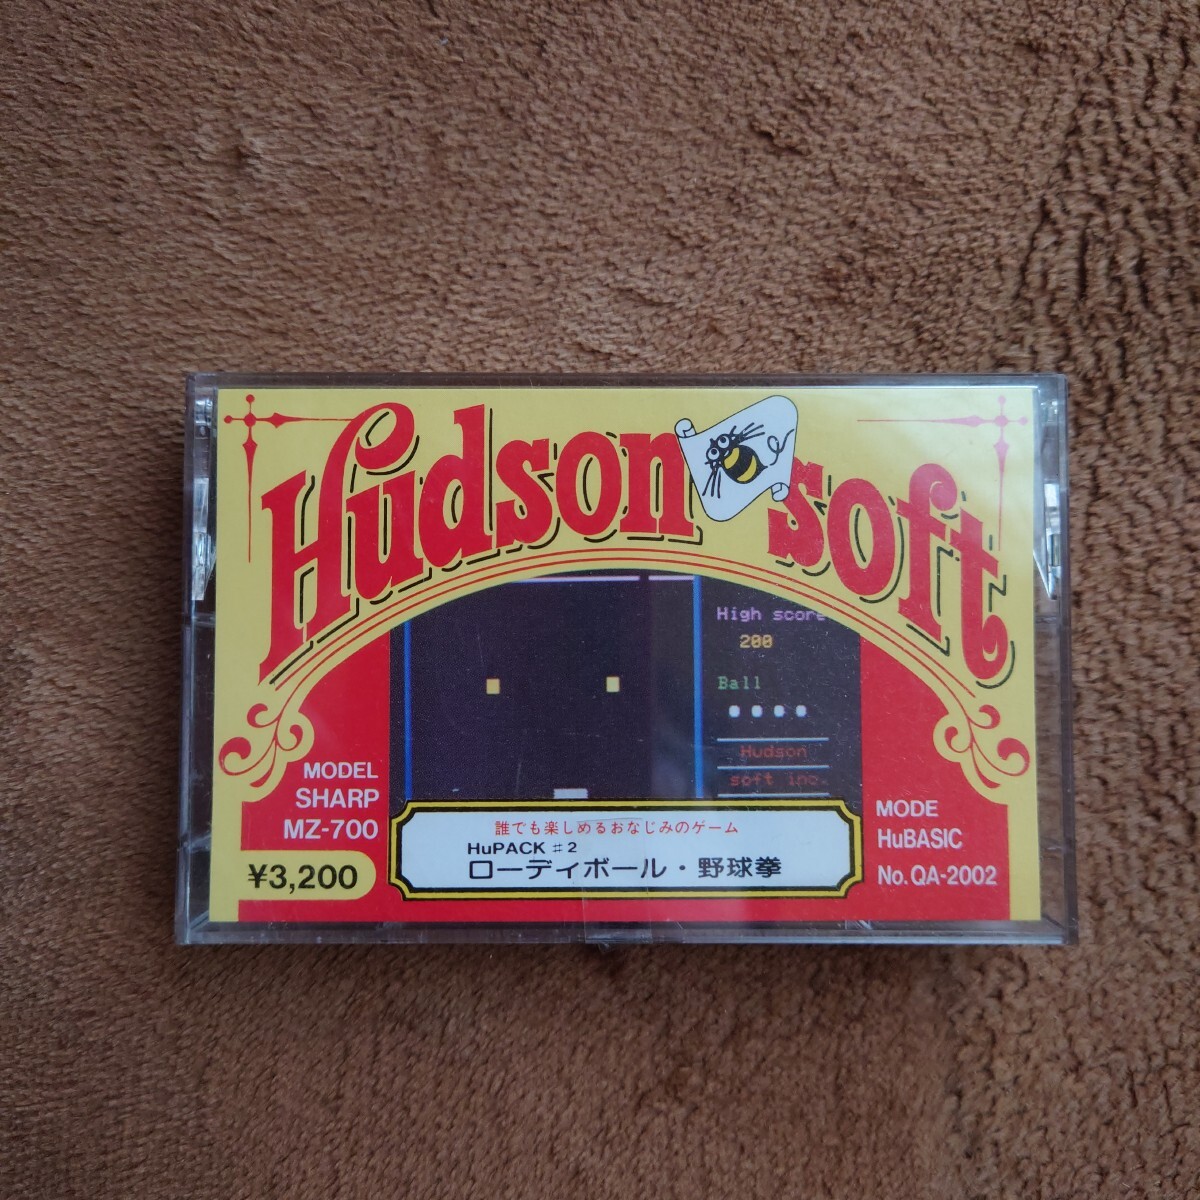 Hudson soft
High score
200
Ball
Hudson
soft inc.
MODEL
SHARP
MZ-700
¥3,200
誰でも楽しめるおなじみのゲーム
HuPACK ♯2
ローディボール・野球拳
MODE
HuBASIC
No. QA-2002